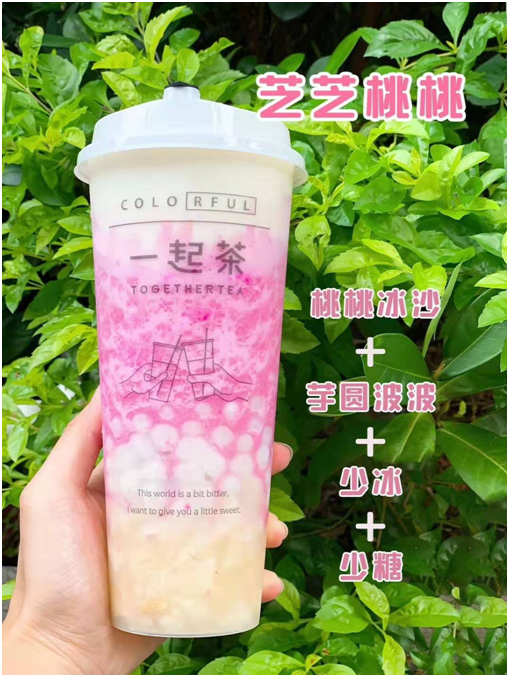 芝芝桃桃
COLORFUL
一起茶
TOGETHERTEA
桃桃冰沙
+
芋圆波波
+
少冰
+
少糖
This world is a bit bitter,
I want to give you a little sweet.